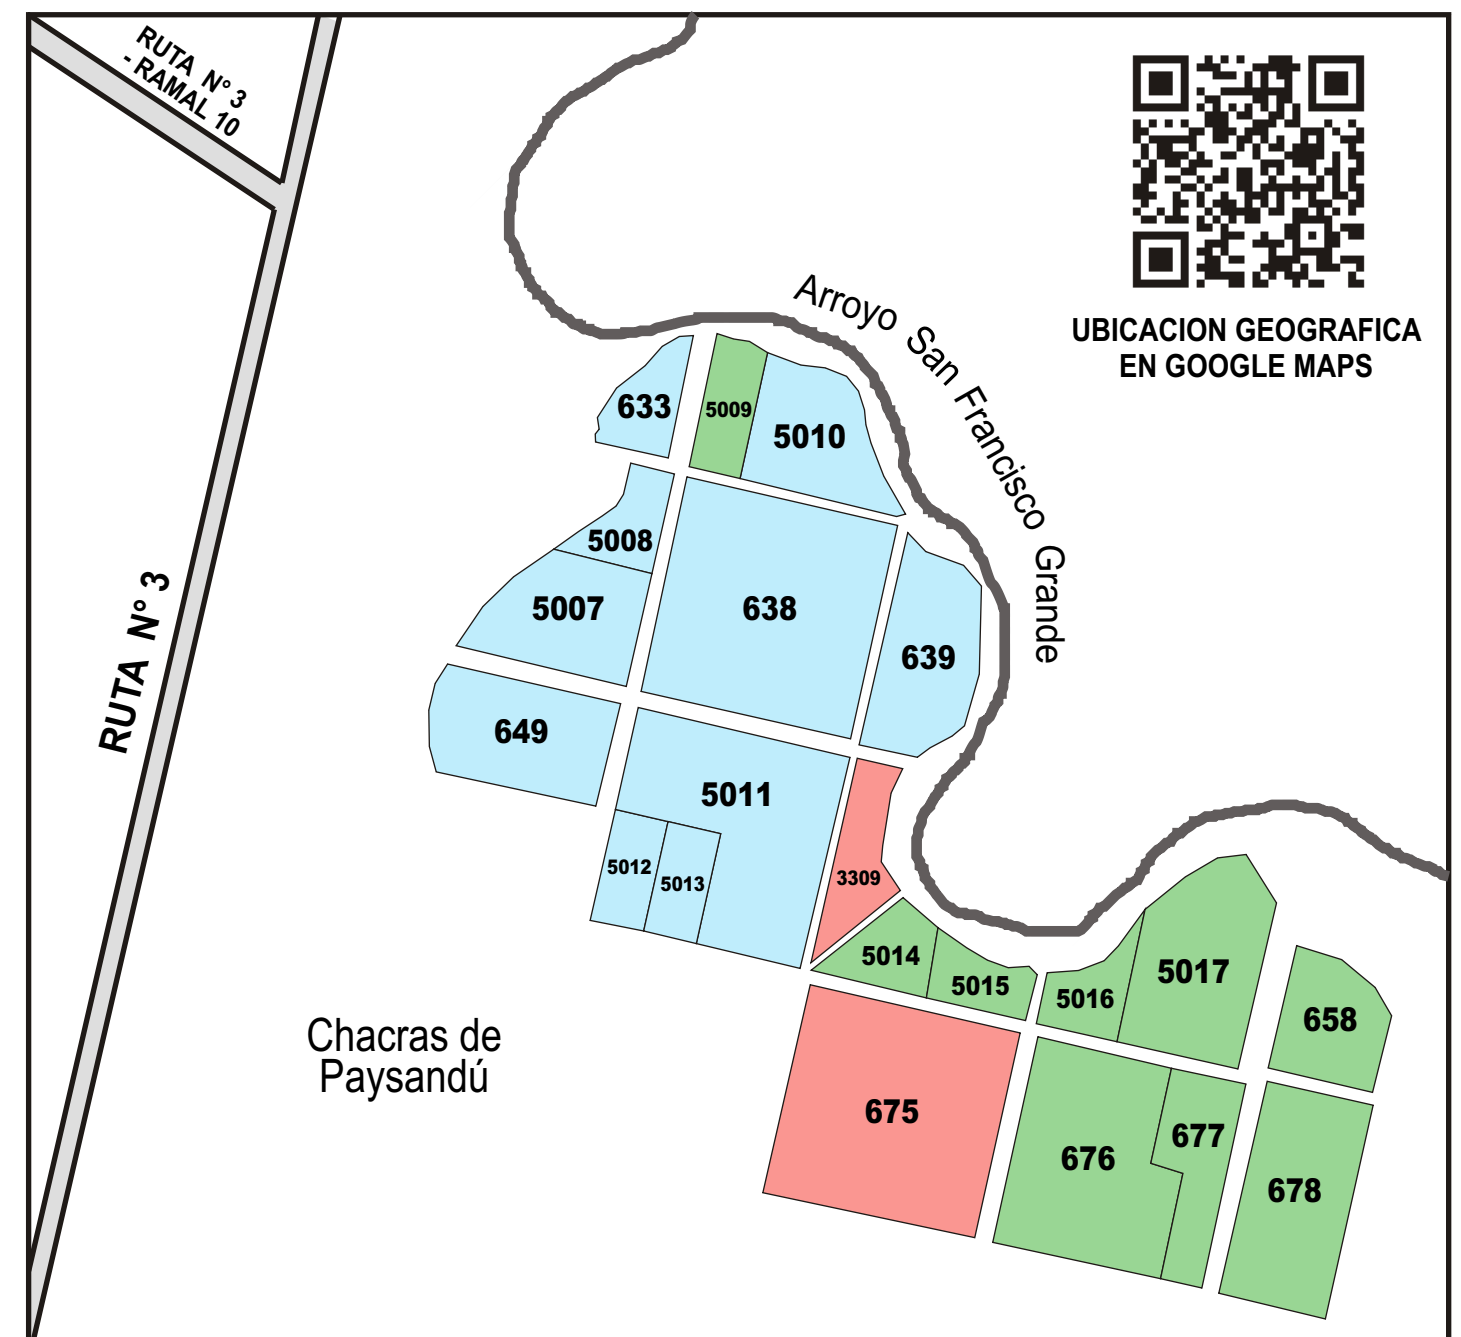 RUTA N° 3
- RAMAL 10
UBICACION GEOGRAFICA
EN GOOGLE MAPS
Arroyo San Francisco Grande
633
5009
5010
5008
5007
638
639
649
5011
5012
5013
3309
5014
5015
5016
5017
658
675
676
677
678
RUTA N° 3
Chacras de
Paysandú